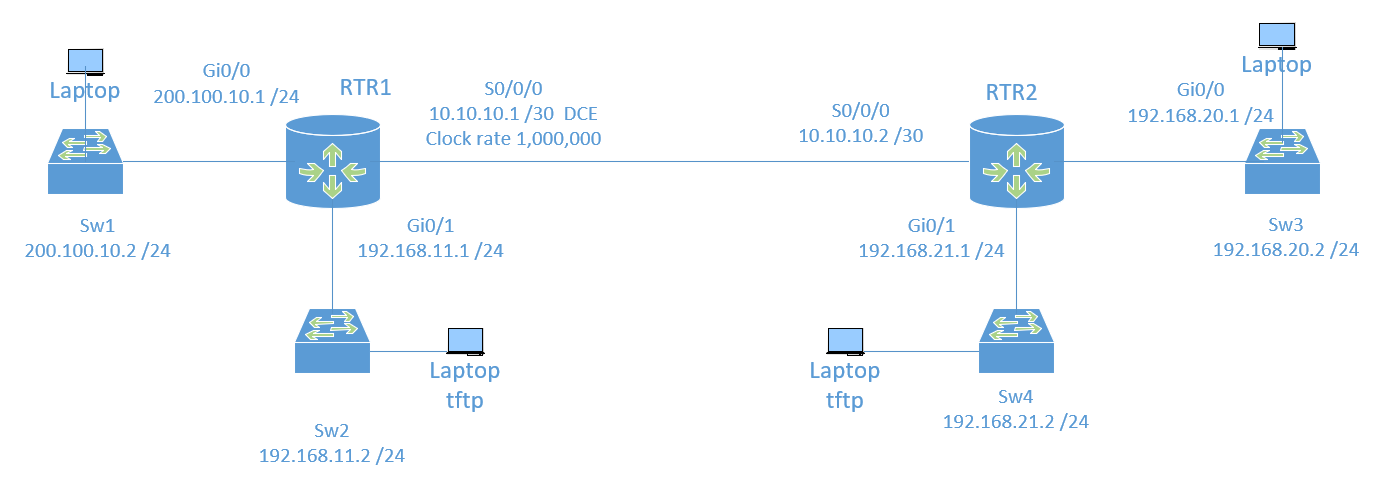 Laptop
Gi0/0
200.100.10.1 /24
RTR1
S0/0/0
10.10.10.1 /30 DCE
Clock rate 1,000,000
S0/0/0
10.10.10.2 /30
RTR2
Gi0/0
192.168.20.1 /24
Laptop
Sw1
200.100.10.2 /24
Gi0/1
192.168.11.1 /24
Gi0/1
192.168.21.1 /24
Sw3
192.168.20.2 /24
Laptop
tftp
Sw2
192.168.11.2 /24
Laptop
tftp
Sw4
192.168.21.2 /24